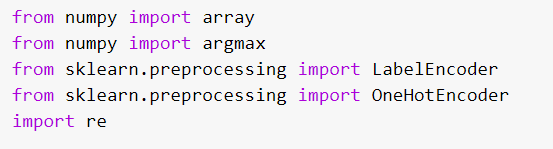 from numpy import array
from numpy import argmax
from sklearn.preprocessing import LabelEncoder
from sklearn.preprocessing import OneHotEncoder
import re